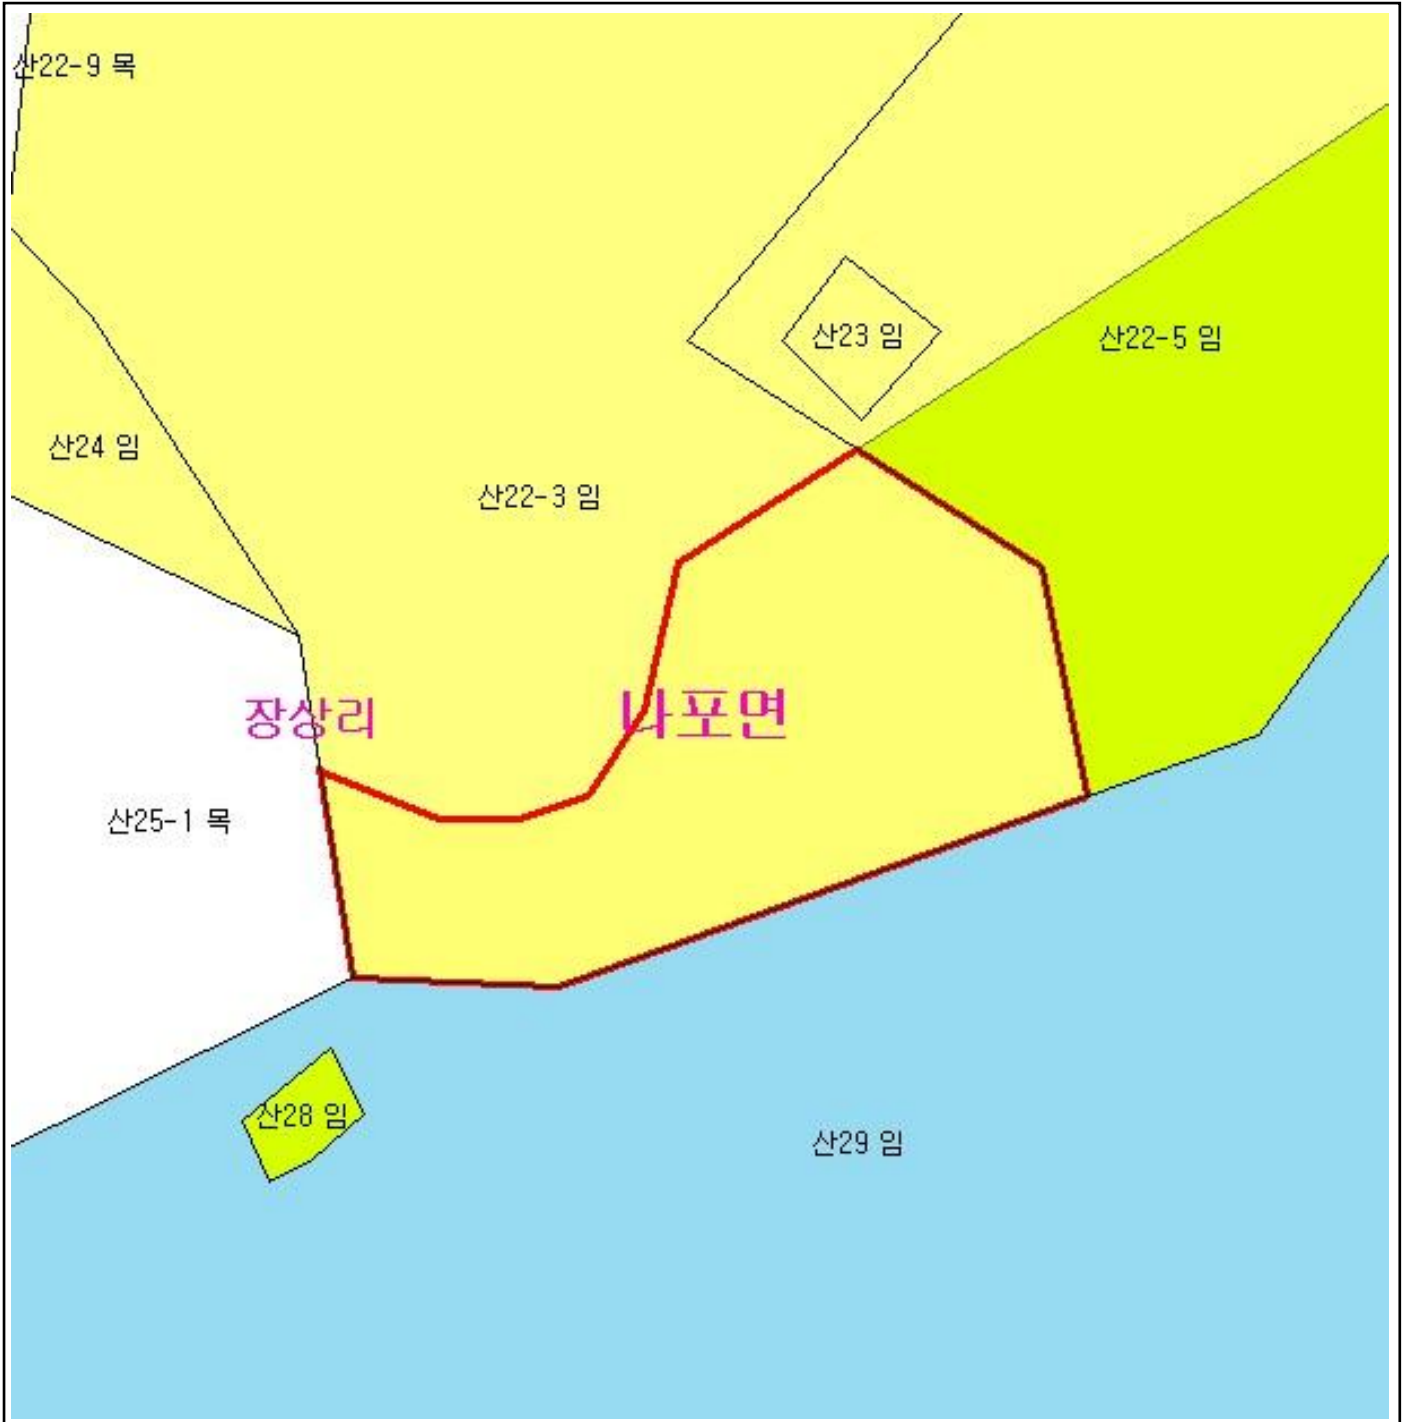 산22-9 목
산23 임
산22-5 임
산24 임
산22-3 임
장상리
나포면
산25-1 목
산28 임
산29 임